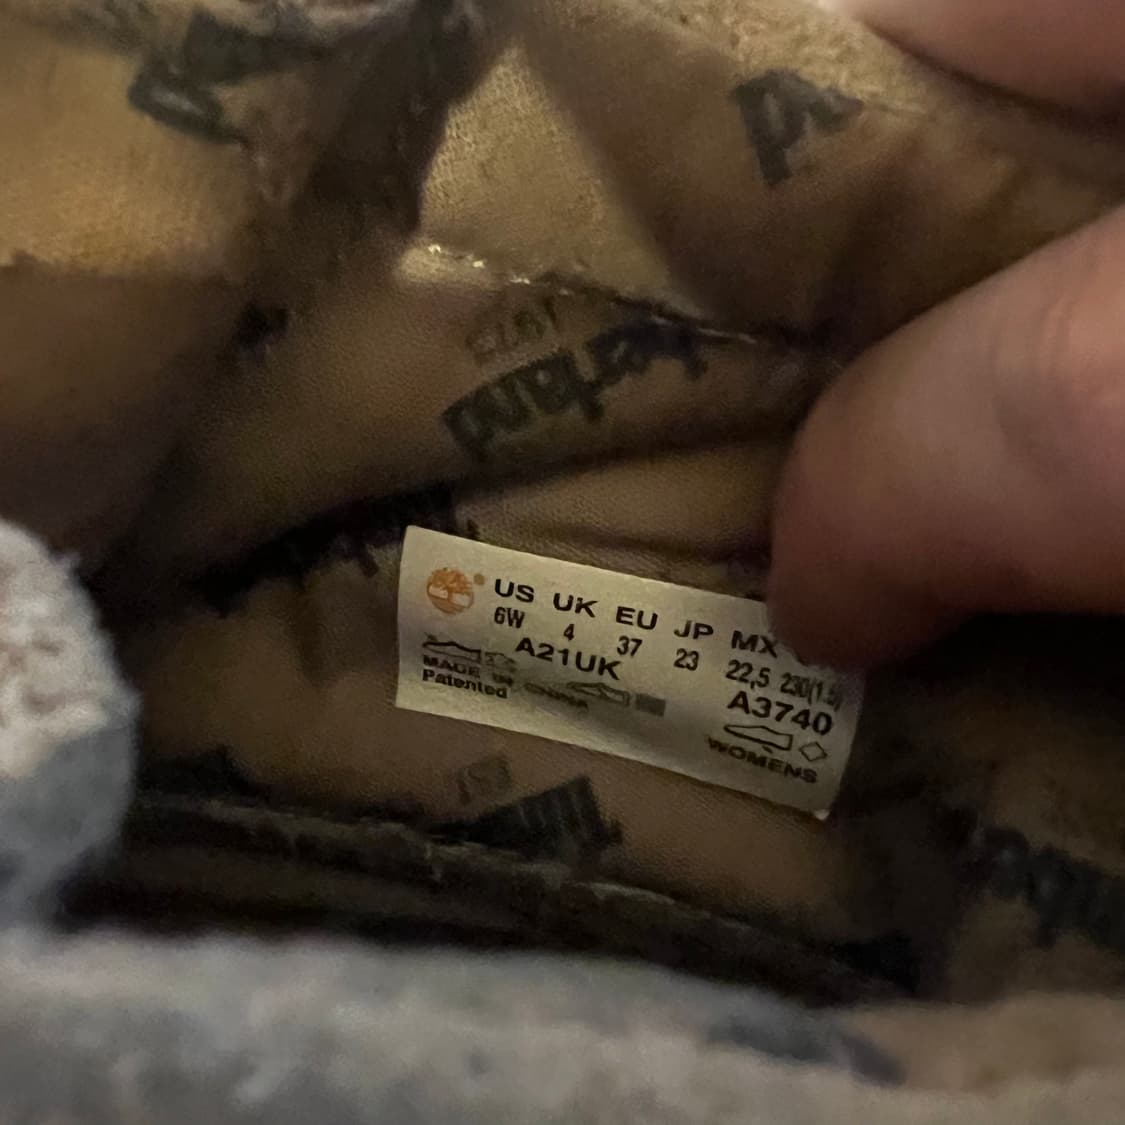 US UK EU JP MX
6W 4 37 23 22,5 230(1.5)
A21UK A3740
MADE IN CHINA
Patented
WOMENS